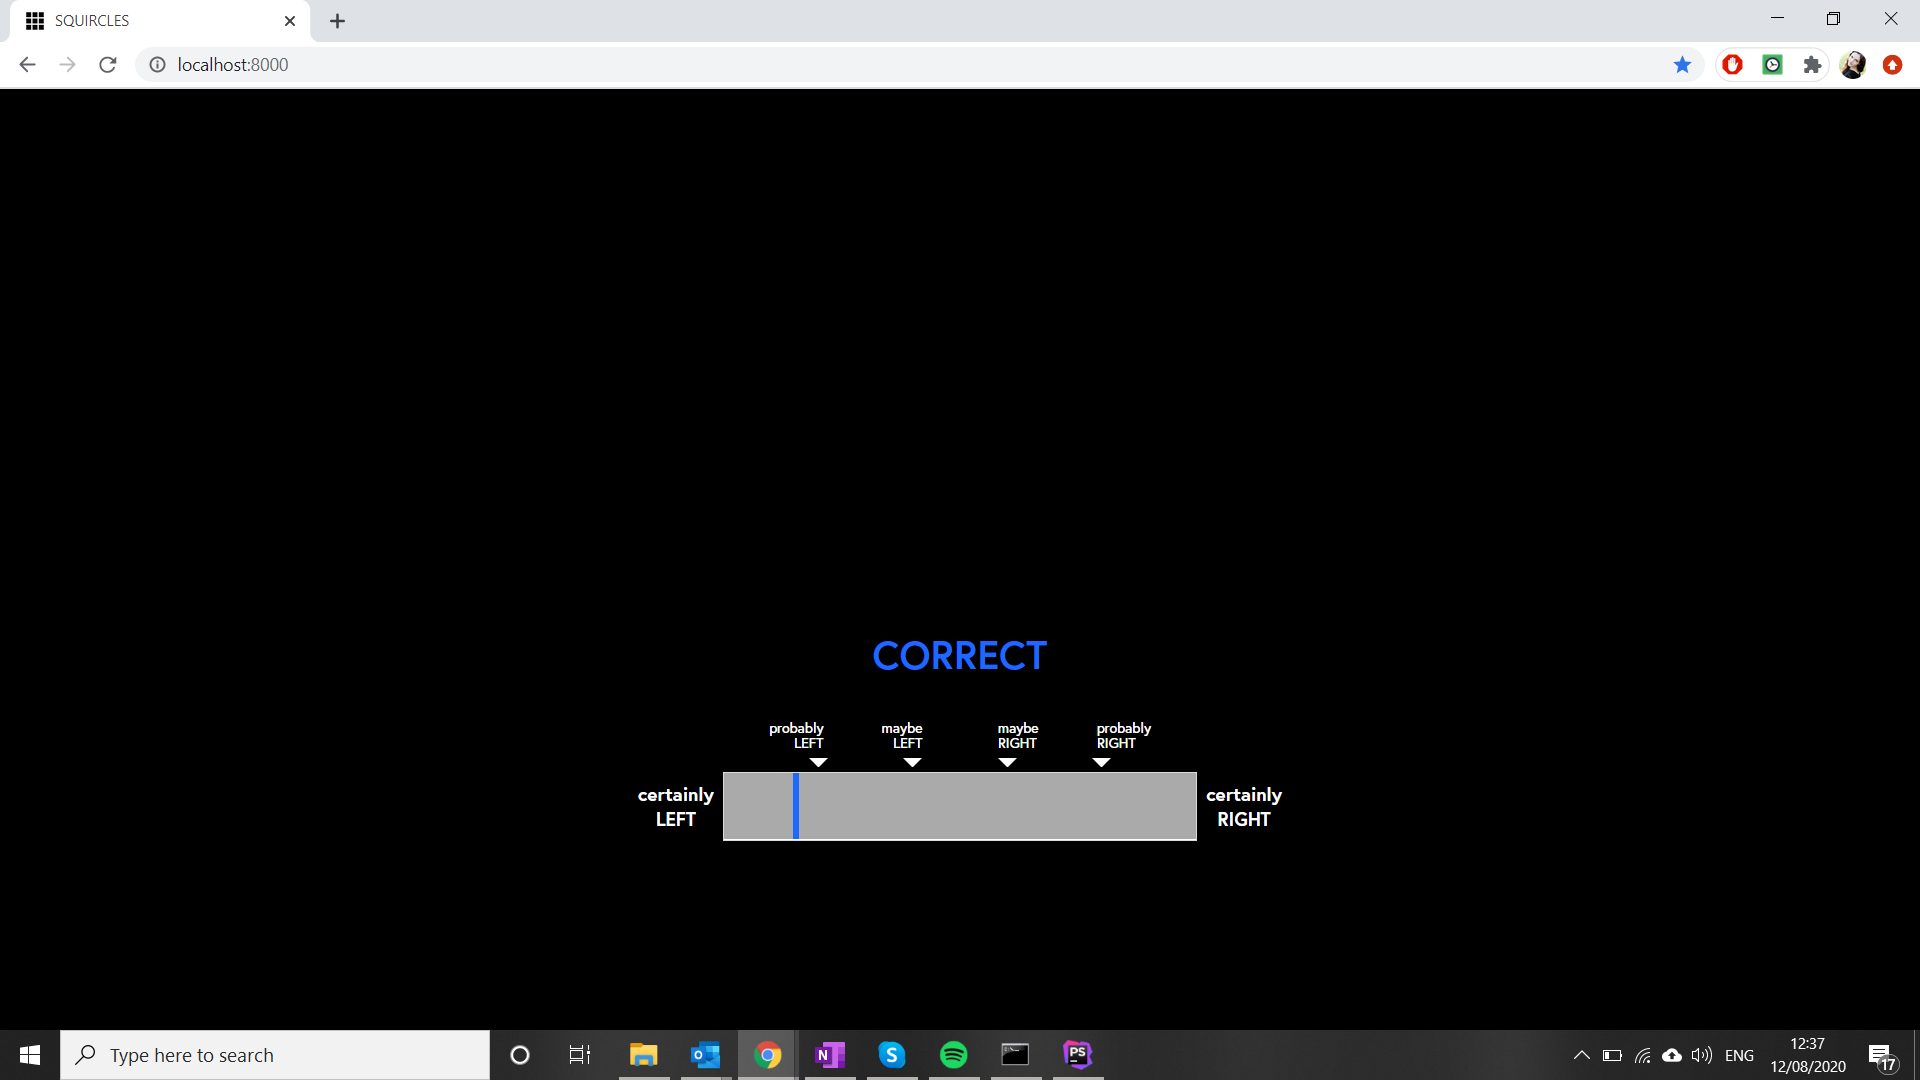 SQUIRCLES
localhost:8000
CORRECT
probably maybe maybe probably
LEFT LEFT RIGHT RIGHT
certainly certainly
LEFT RIGHT
Type here to search
O
N
S
PS
ENG
12:37
12/08/2020
17